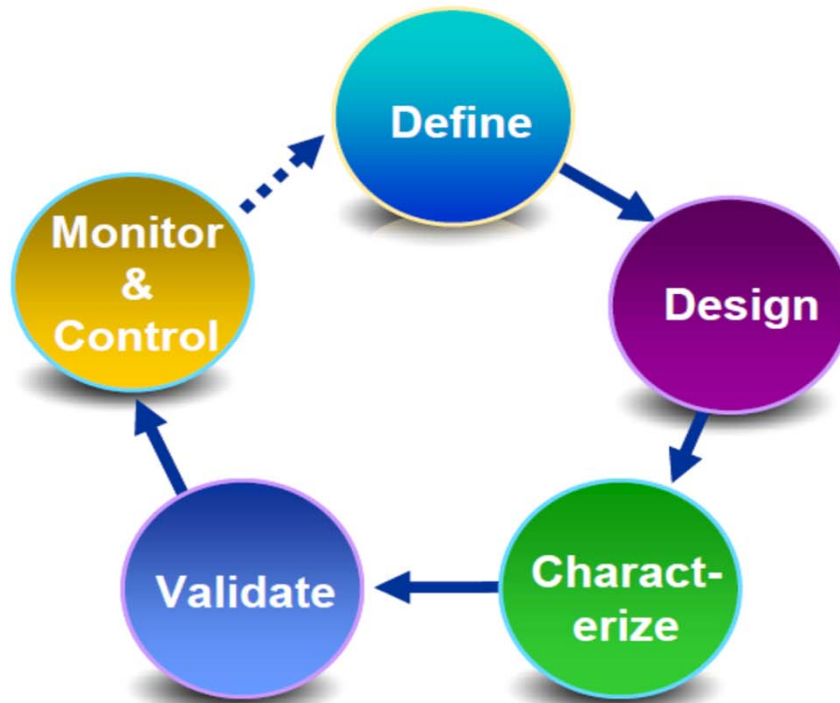 Define
Design
Charact-
erize
Validate
Monitor
&
Control